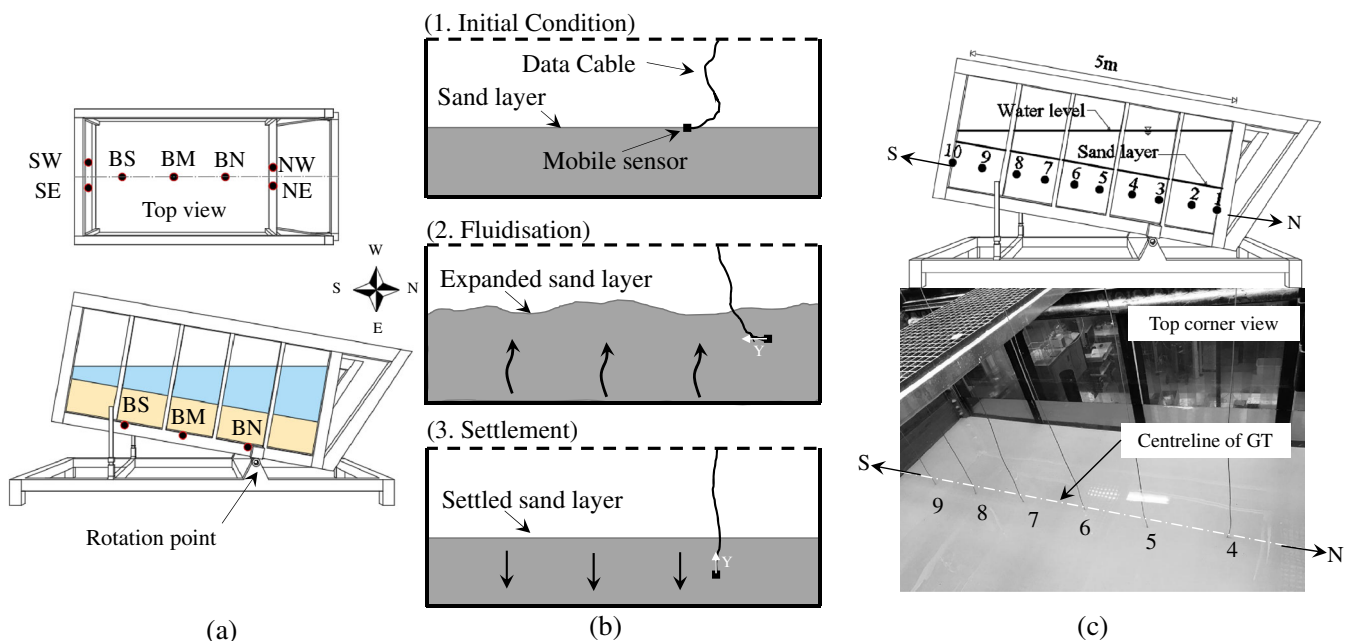 SW
SE
BS
BM
BN
NW
NE
Top view
W
S
N
E
BS
BM
BN
Rotation point
(a)
(1. Initial Condition)
Data Cable
Sand layer
Mobile sensor
(2. Fluidisation)
Expanded sand layer
Y
(3. Settlement)
Settled sand layer
Y
(b)
5m
Water level
Sand layer
S
10
9
8
7
6
5
4
3
2
1
N
Top corner view
Centreline of GT
S
9
8
7
6
5
4
N
(c)